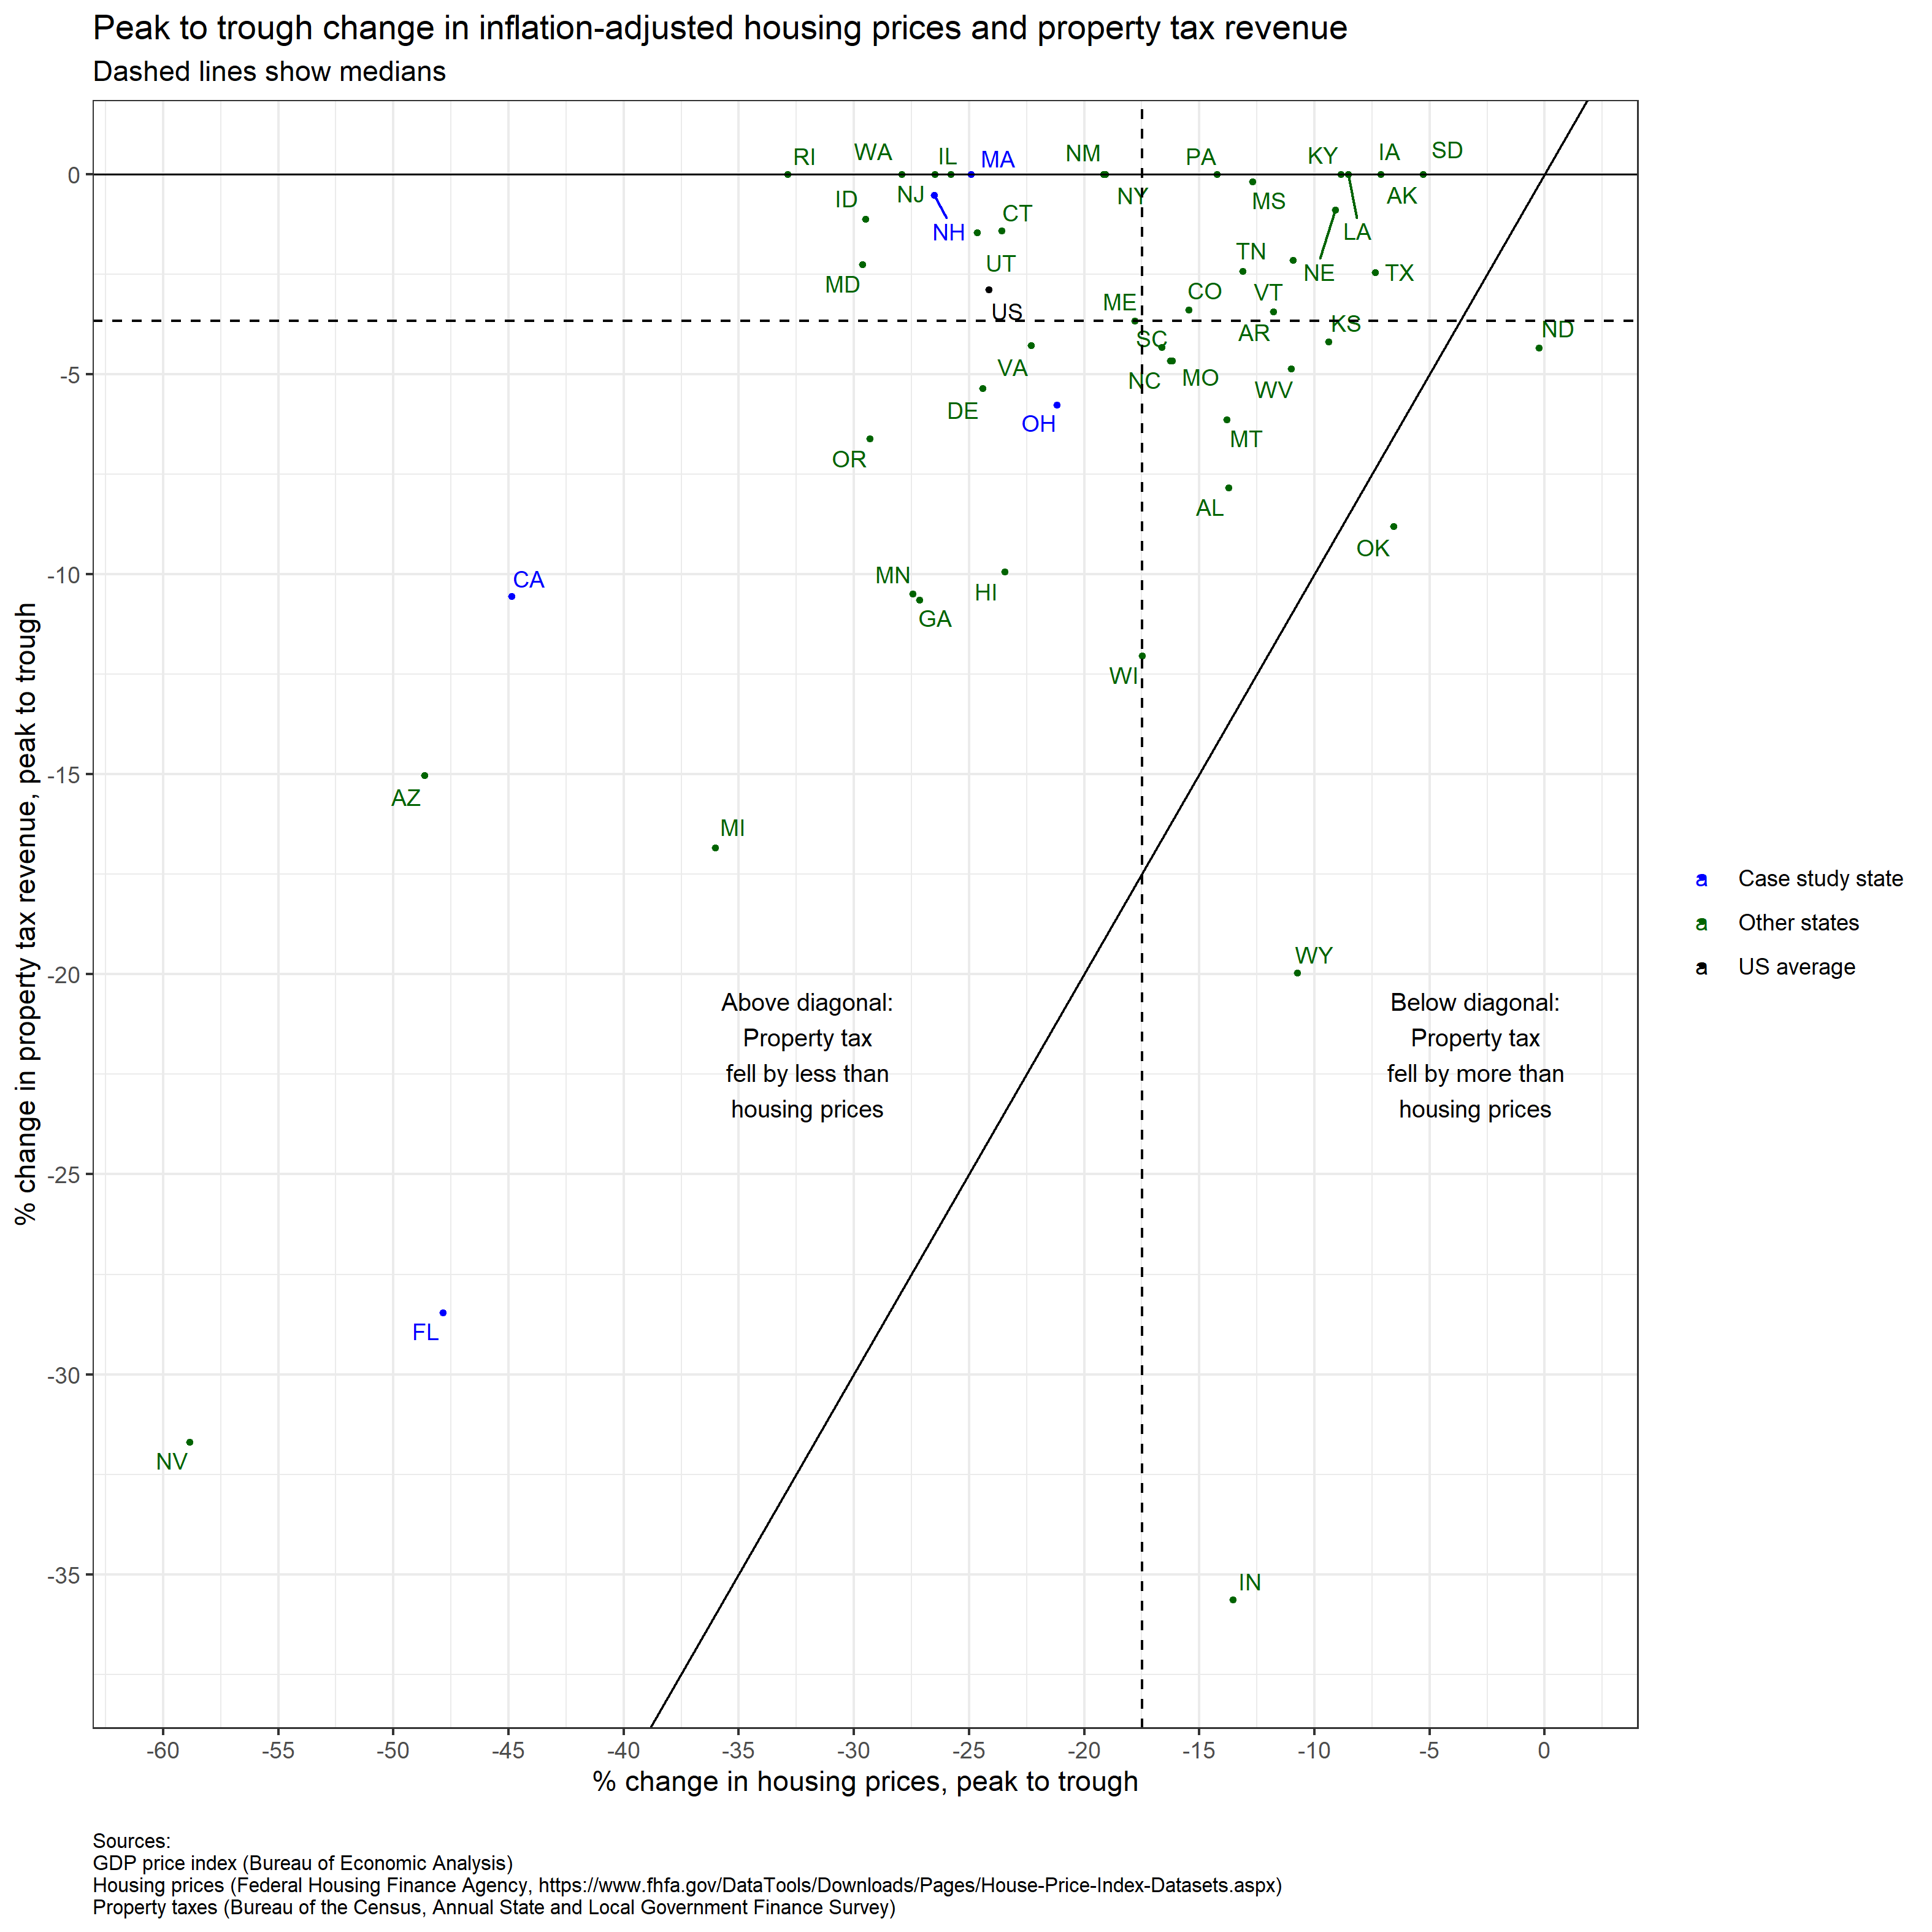 Peak to trough change in inflation-adjusted housing prices and property tax revenue
Dashed lines show medians
% change in property tax revenue, peak to trough
0
-5
-10
-15
-20
-25
-30
-35
RI
WA
IL
MA
NM
PA
KY
IA
SD
ID
NJ
NH
CT
NY
MS
AK
LA
MD
UT
TN
NE
TX
US
ME
CO
VT
SC
AR
KS
ND
VA
NC
MO
WV
DE
OH
MT
OR
AL
OK
CA
MN
HI
GA
WI
AZ
MI
WY
FL
NV
IN
Above diagonal:
Property tax
fell by less than
housing prices
Below diagonal:
Property tax
fell by more than
housing prices
a Case study state
a Other states
a US average
-60 -55 -50 -45 -40 -35 -30 -25 -20 -15 -10 -5 0
% change in housing prices, peak to trough
Sources:
GDP price index (Bureau of Economic Analysis)
Housing prices (Federal Housing Finance Agency, https://www.fhfa.gov/DataTools/Downloads/Pages/House-Price-Index-Datasets.aspx)
Property taxes (Bureau of the Census, Annual State and Local Government Finance Survey)